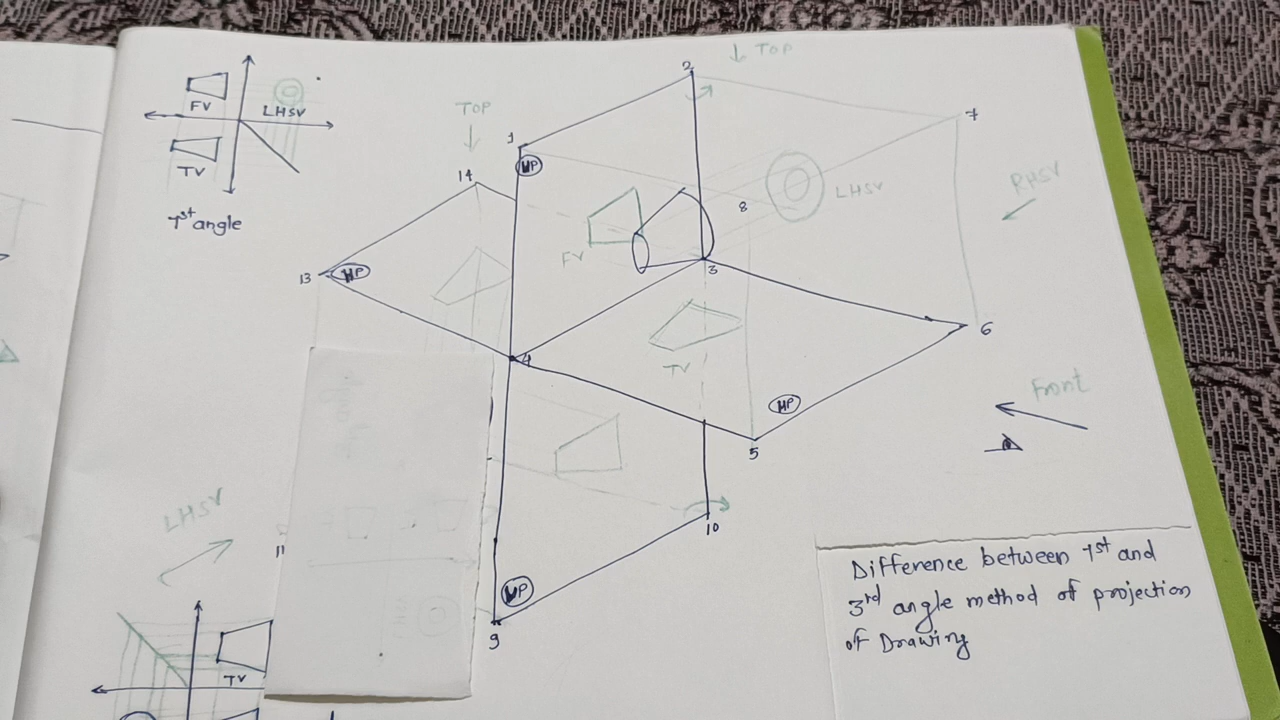 FV
LHSV
TV
1st angle
TOP
14
13
HP
1
VP
2
TOP
7
8
LHSV
RHSV
FV
3
4
TV
6
HP
5
Front
LHSV
11
10
VP
9
TV
Difference between 1st and
3rd angle method of projection
of Drawing